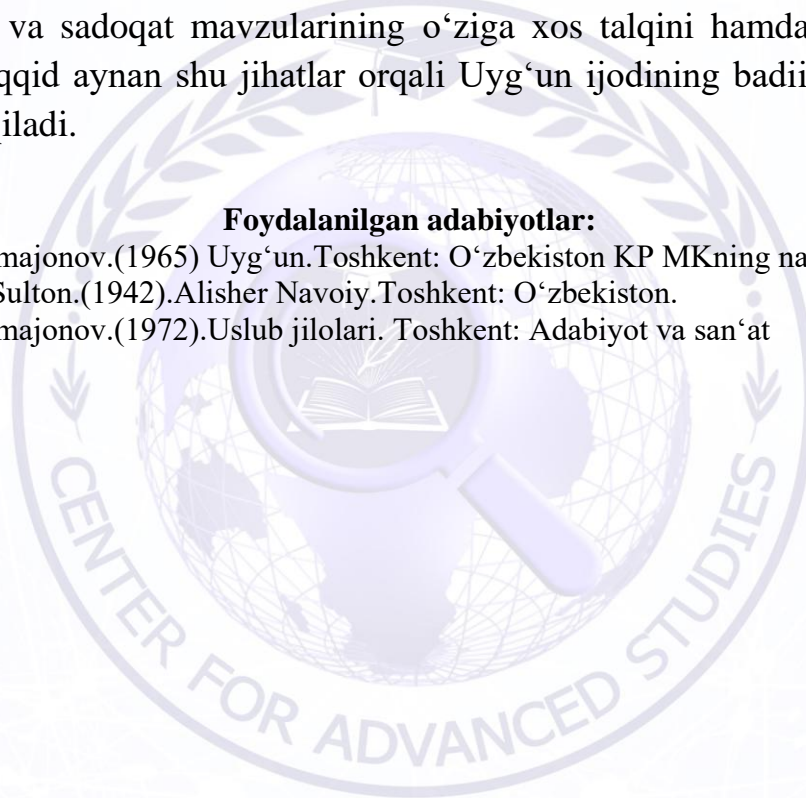 va sadoqat mavzularining o‘ziga xos talqini hamda
qqid aynan shu jihatlar orqali Uyg‘un ijodining badii
iladi.
Foydalanilgan adabiyotlar:
majonov.(1965) Uyg‘un.Toshkent: O‘zbekiston KP MKning na
Sulton.(1942).Alisher Navoiy.Toshkent: O‘zbekiston.
majonov.(1972).Uslub jilolari. Toshkent: Adabiyot va san‘at
CENTER FOR ADVANCED STUDIES